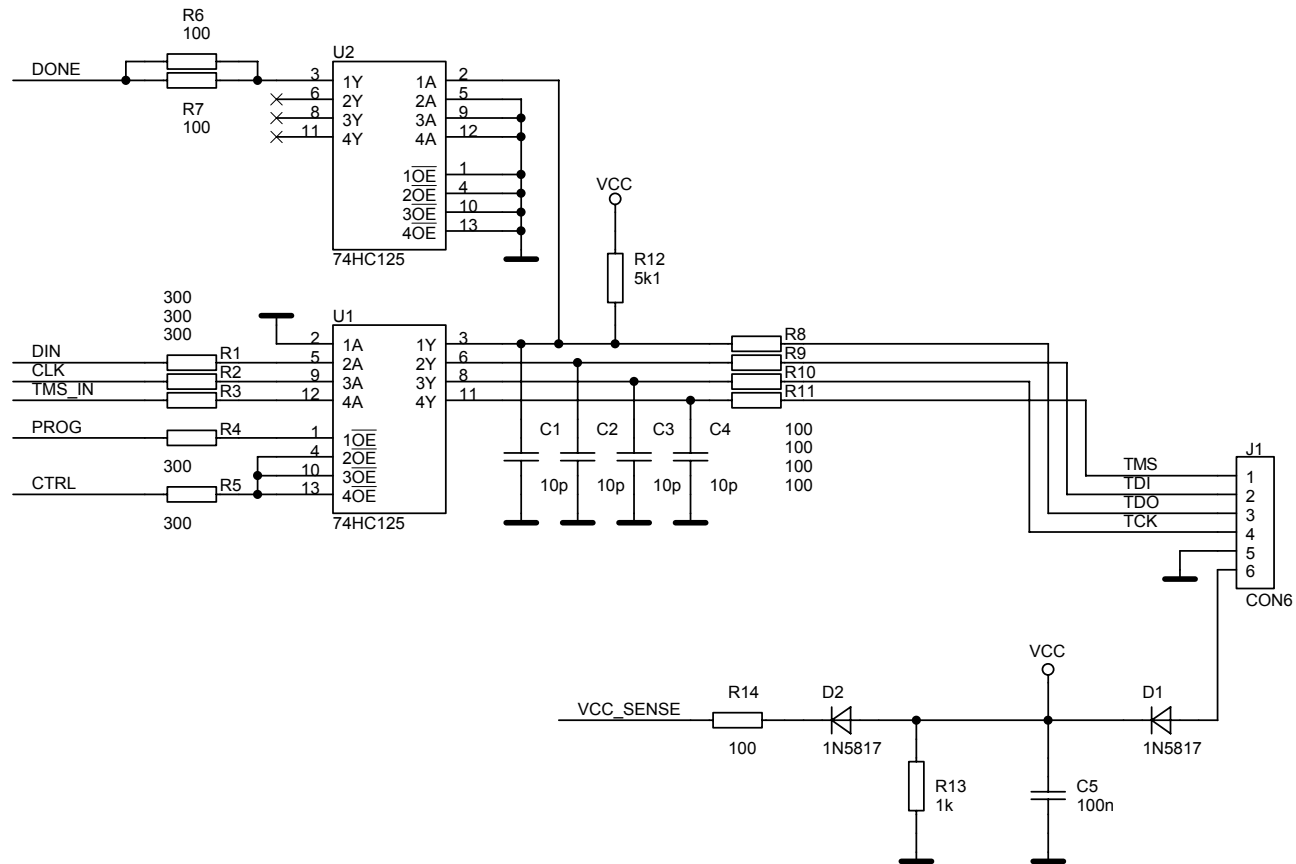 R6
100
DONE
R7
100
U2
3 1Y 1A 2
6 2Y 2A 5
8 3Y 3A 9
11 4Y 4A 12
1OE 1
2OE 4
3OE 10
4OE 13
74HC125
VCC
R12
5k1
300
300
300
U1
2 1A 1Y 3
DIN R1 5 2A 2Y 6
CLK R2 9 3A 3Y 8
TMS_IN R3 12 4A 4Y 11
PROG R4 1 1OE
4 2OE
300 10 3OE
CTRL R5 13 4OE
300
74HC125
R8
R9
R10
R11
C1 C2 C3 C4
10p 10p 10p 10p
100
100
100
100
J1
TMS 1
TDI 2
TDO 3
TCK 4
5
6
CON6
VCC
VCC_SENSE
R14
100
D2
1N5817
D1
1N5817
R13
1k
C5
100n